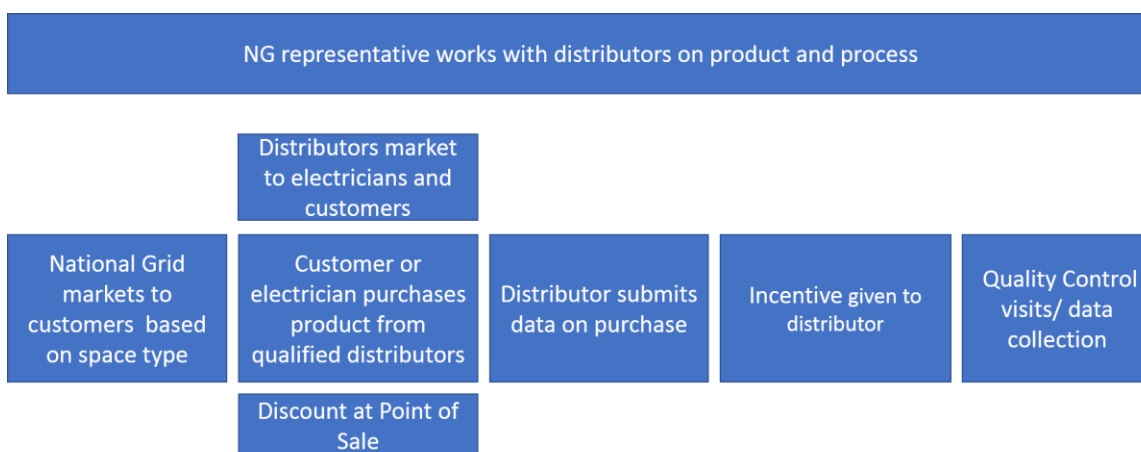 NG representative works with distributors on product and process
Distributors market
to electricians and
customers
National Grid
markets to
customers based
on space type
Customer or
electrician purchases
product from
qualified distributors
Distributor submits
data on purchase
Incentive given to
distributor
Quality Control
visits/ data
collection
Discount at Point of
Sale